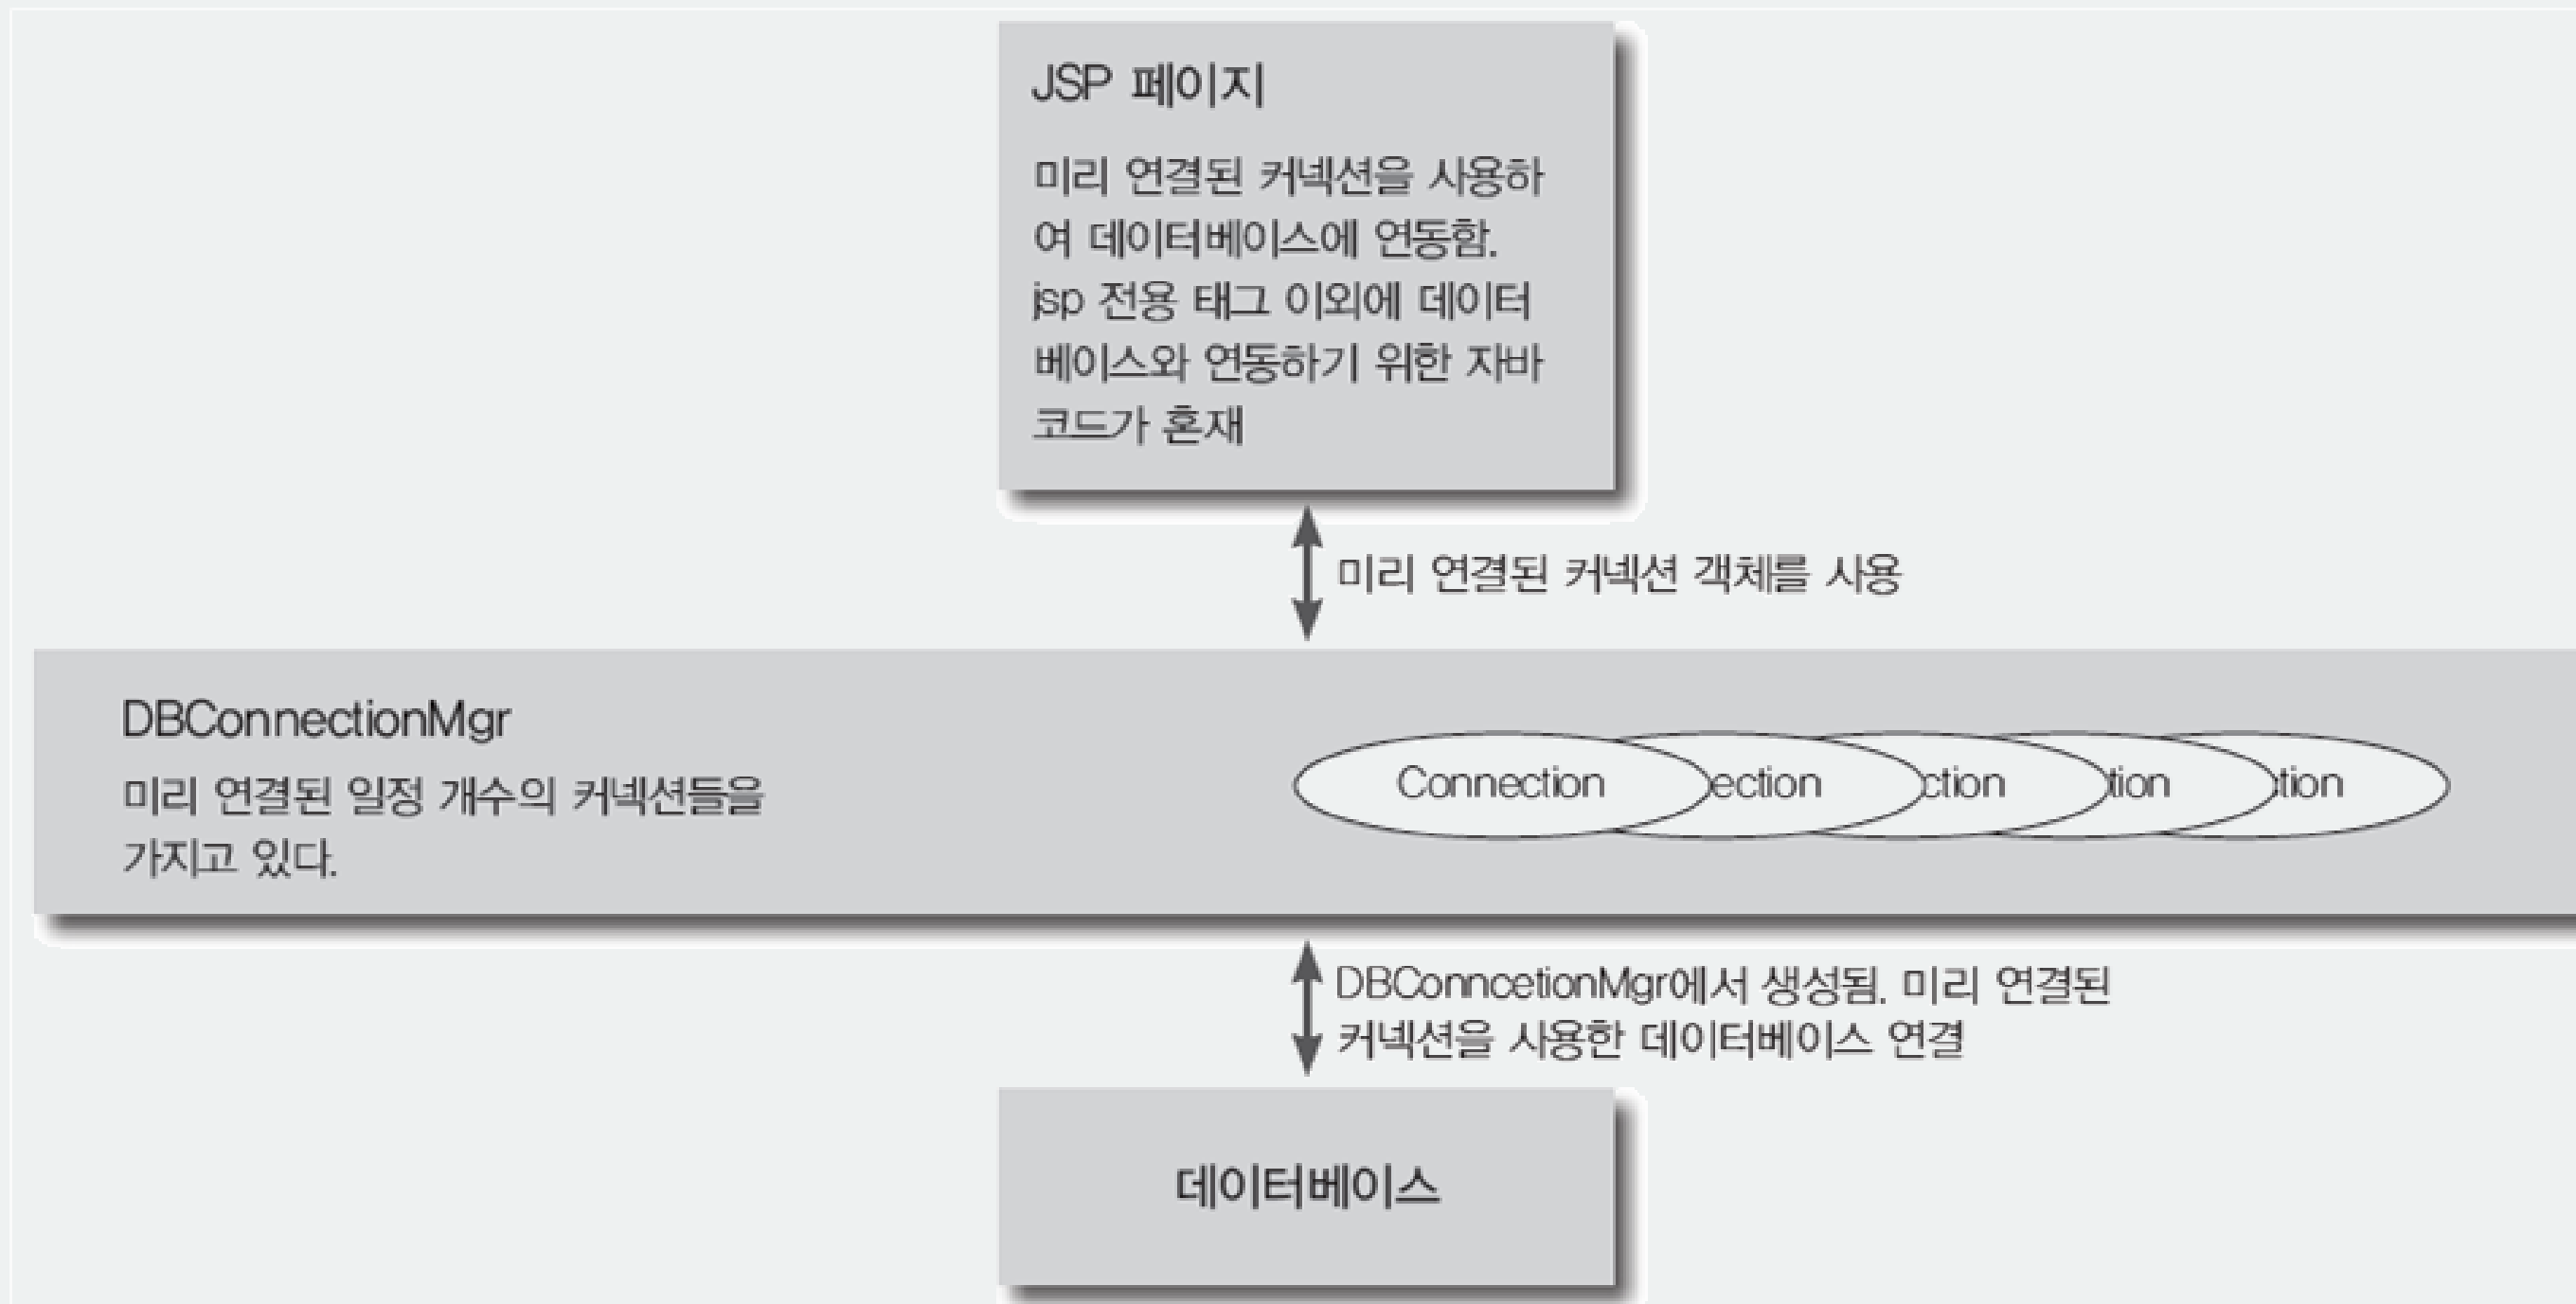 JSP 페이지
미리 연결된 커넥션을 사용하
여 데이터베이스에 연동함.
jsp 전용 태그 이외에 데이터
베이스와 연동하기 위한 자바
코드가 혼재
미리 연결된 커넥션 객체를 사용
DBConnectionMgr
미리 연결된 일정 개수의 커넥션들을
가지고 있다.
Connection ection ction tion tion
DBConncetionMgr에서 생성됨. 미리 연결된
커넥션을 사용한 데이터베이스 연결
데이터베이스